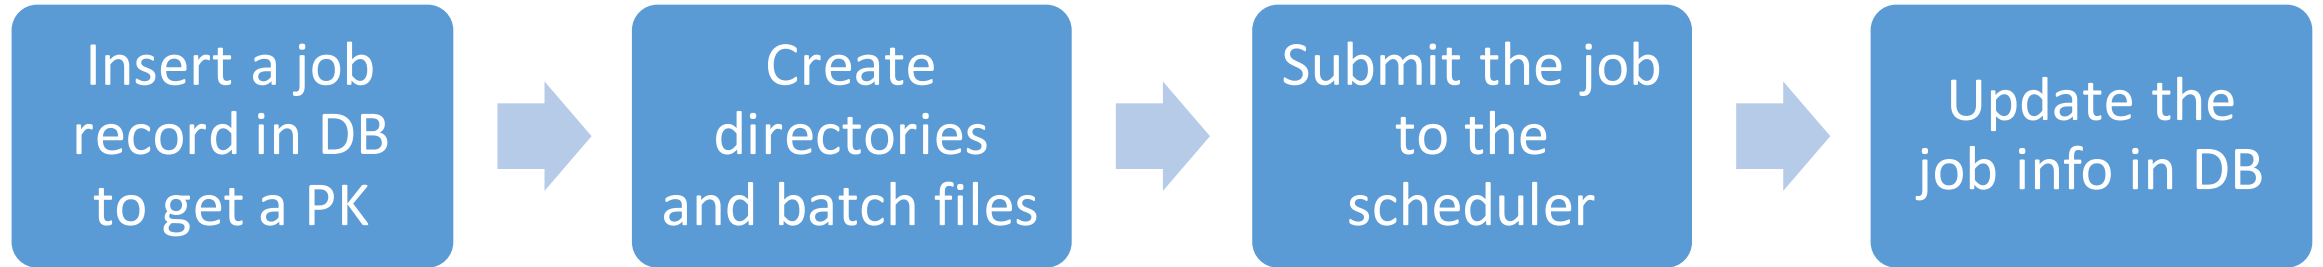 Insert a job
record in DB
to get a PK
Create
directories
and batch files
Submit the job
to the
scheduler
Update the
job info in DB